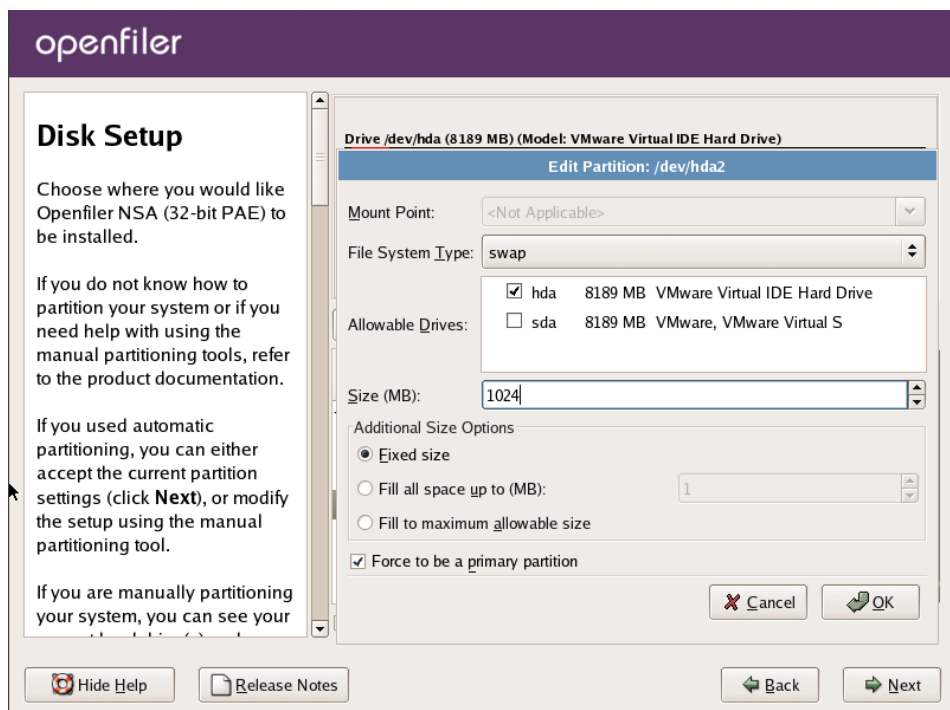 openfiler
Disk Setup
Choose where you would like
Openfiler NSA (32-bit PAE) to
be installed.
If you do not know how to
partition your system or if you
need help with using the
manual partitioning tools, refer
to the product documentation.
If you used automatic
partitioning, you can either
accept the current partition
settings (click Next), or modify
the setup using the manual
partitioning tool.
If you are manually partitioning
your system, you can see your
Drive /dev/hda (8189 MB) (Model: VMware Virtual IDE Hard Drive)
Edit Partition: /dev/hda2
Mount Point: <Not Applicable>
File System Type: swap
Allowable Drives:
hda 8189 MB VMware Virtual IDE Hard Drive
sda 8189 MB VMware, VMware Virtual S
Size (MB): 1024
Additional Size Options
Fixed size
Fill all space up to (MB): 1
Fill to maximum allowable size
Force to be a primary partition
Cancel OK
Hide Help Release Notes Back Next